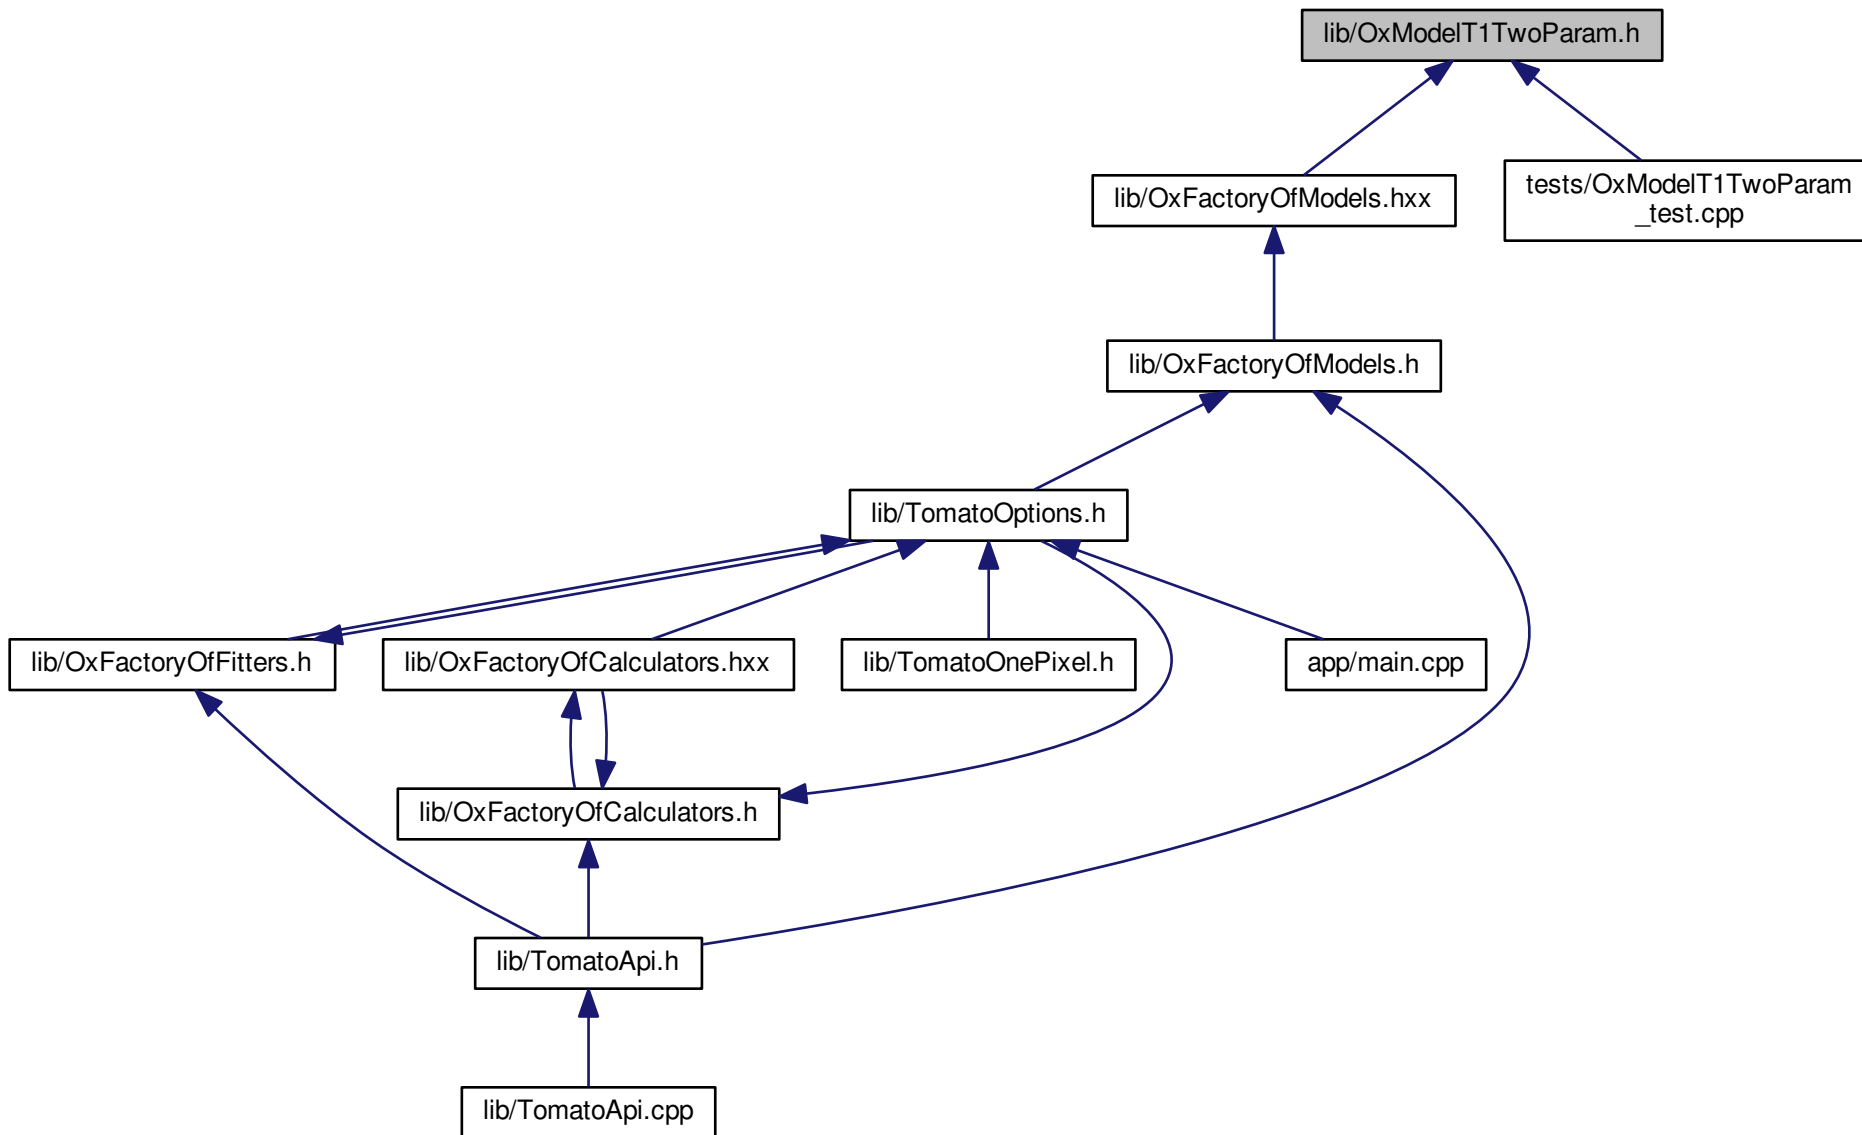 lib/OxModelT1TwoParam.h
lib/OxFactoryOfModels.hxx
tests/OxModelT1TwoParam
_test.cpp
lib/OxFactoryOfModels.h
lib/TomatoOptions.h
lib/OxFactoryOfFitters.h
lib/OxFactoryOfCalculators.hxx
lib/TomatoOnePixel.h
app/main.cpp
lib/OxFactoryOfCalculators.h
lib/TomatoApi.h
lib/TomatoApi.cpp